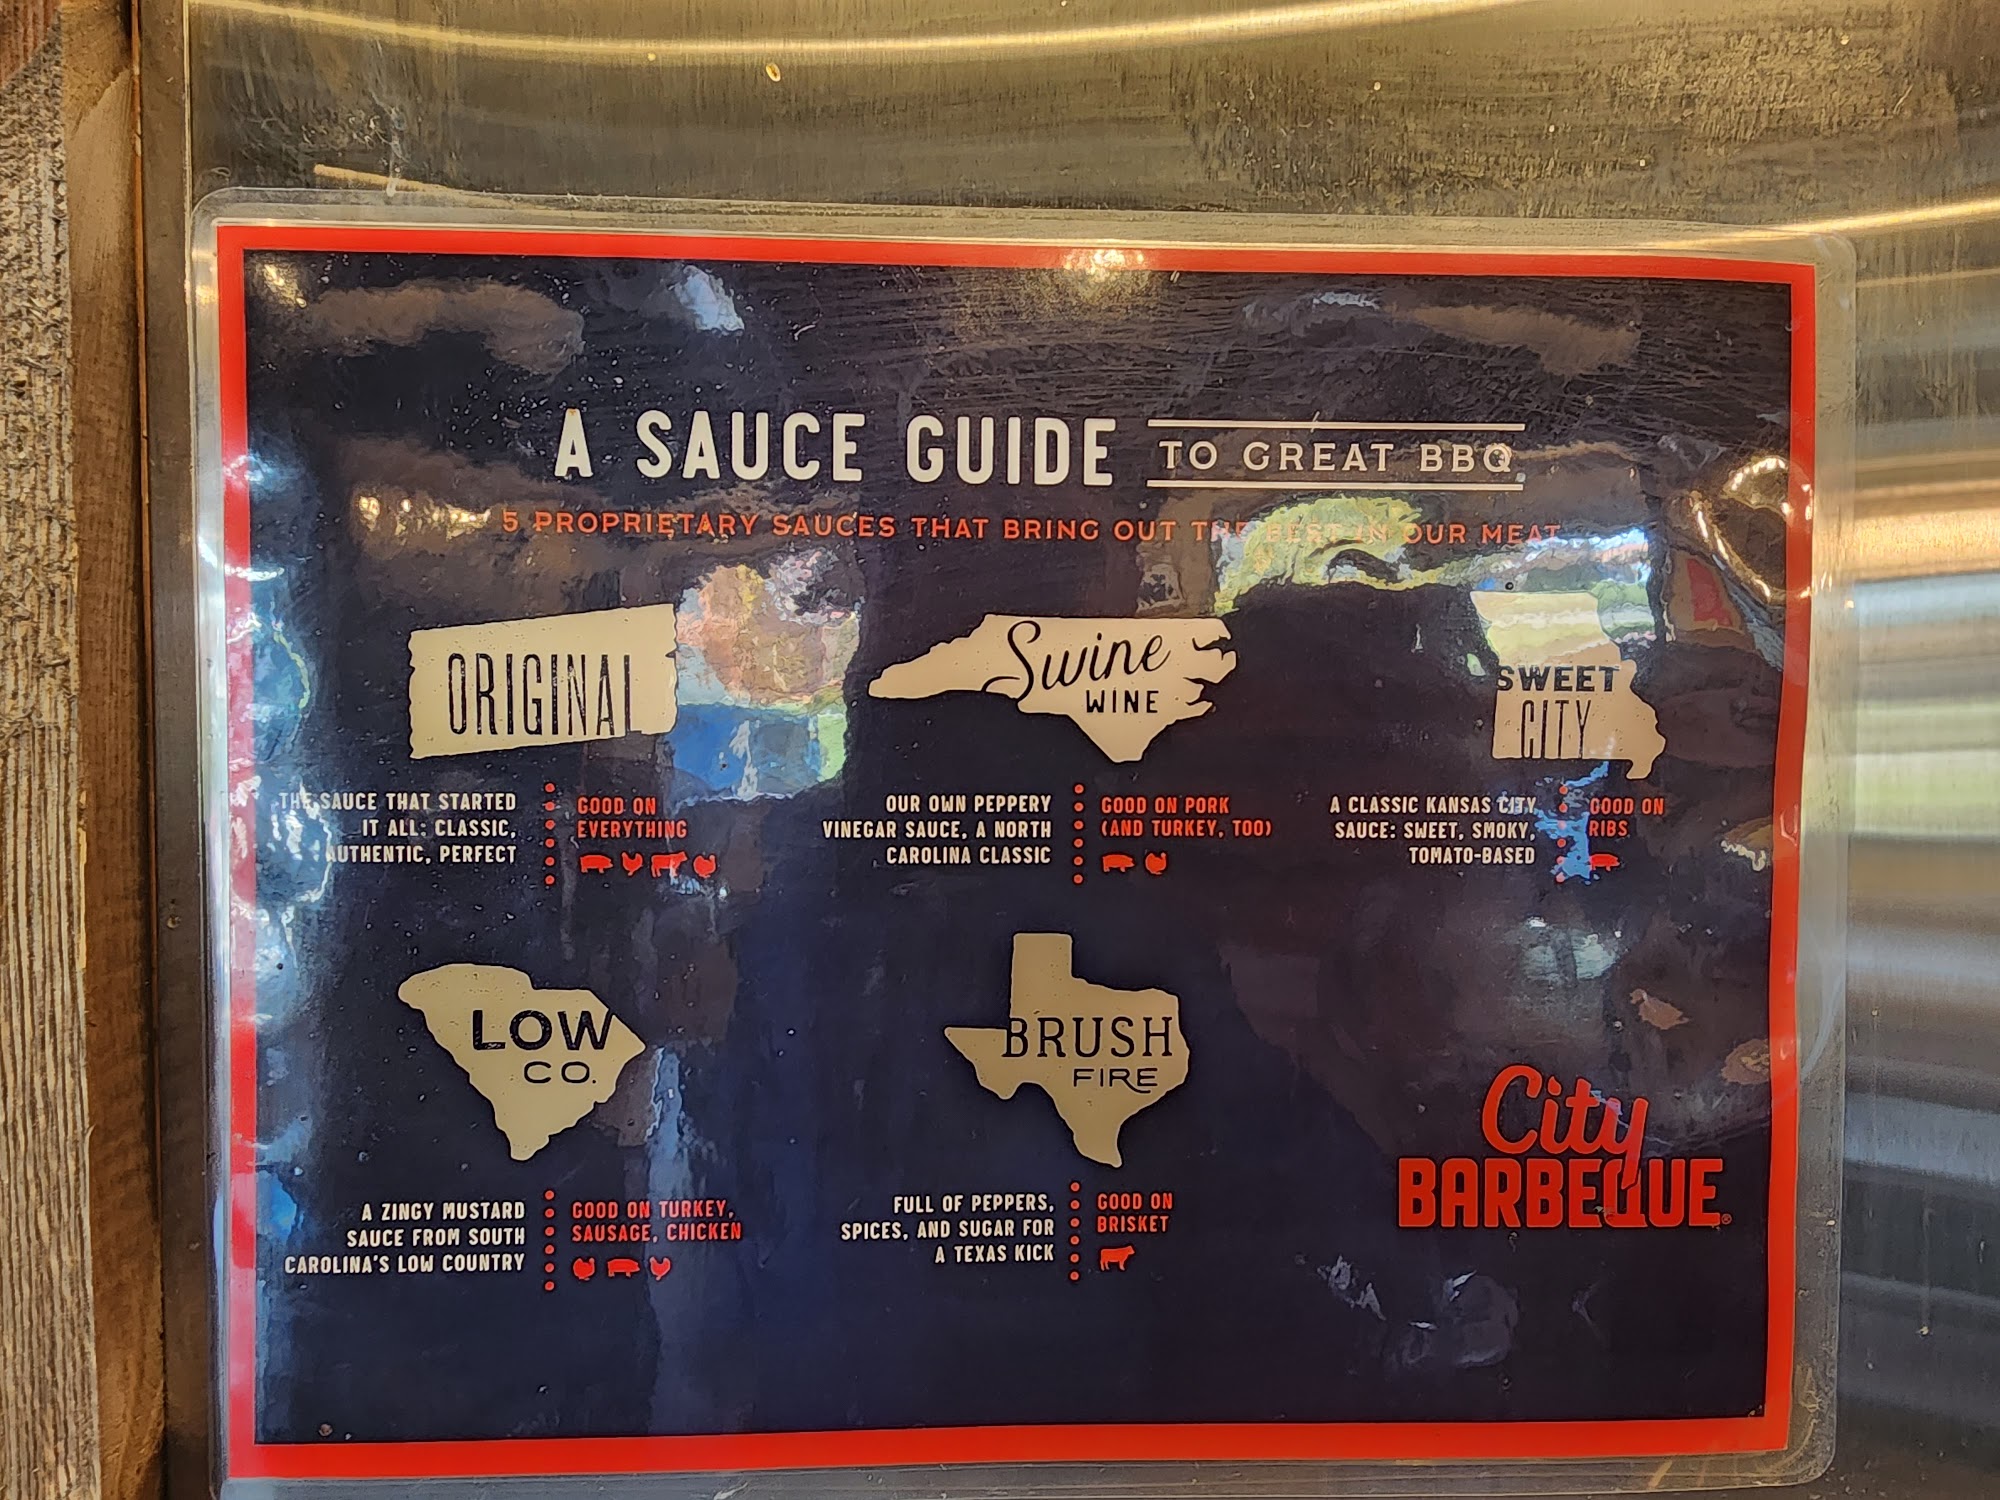 A SAUCE GUIDE TO GREAT BBQ
5 PROPRIETARY SAUCES THAT BRING OUT THE BEST IN OUR MEAT
ORIGINAL
THE SAUCE THAT STARTED
IT ALL: CLASSIC,
AUTHENTIC, PERFECT
GOOD ON
EVERYTHING
Swine
WINE
OUR OWN PEPPERY
VINEGAR SAUCE, A NORTH
CAROLINA CLASSIC
GOOD ON PORK
(AND TURKEY, TOO)
SWEET
CITY
A CLASSIC KANSAS CITY
SAUCE: SWEET, SMOKY,
TOMATO-BASED
GOOD ON
RIBS
LOW
CO.
A ZINGY MUSTARD
SAUCE FROM SOUTH
CAROLINA'S LOW COUNTRY
GOOD ON TURKEY,
SAUSAGE, CHICKEN
BRUSH
FIRE
FULL OF PEPPERS,
SPICES, AND SUGAR FOR
A TEXAS KICK
GOOD ON
BRISKET
City
BARBEQUE®